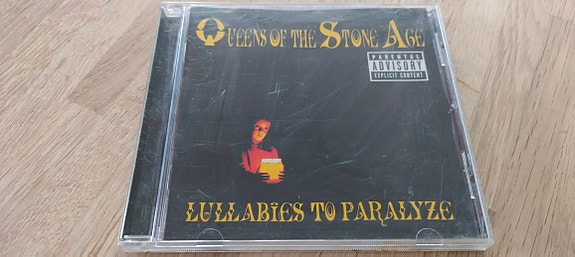 QUEENS OF THE STONE AGE
PARENTAL
ADVISORY
EXPLICIT CONTENT
LULLABIES TO PARALYZE